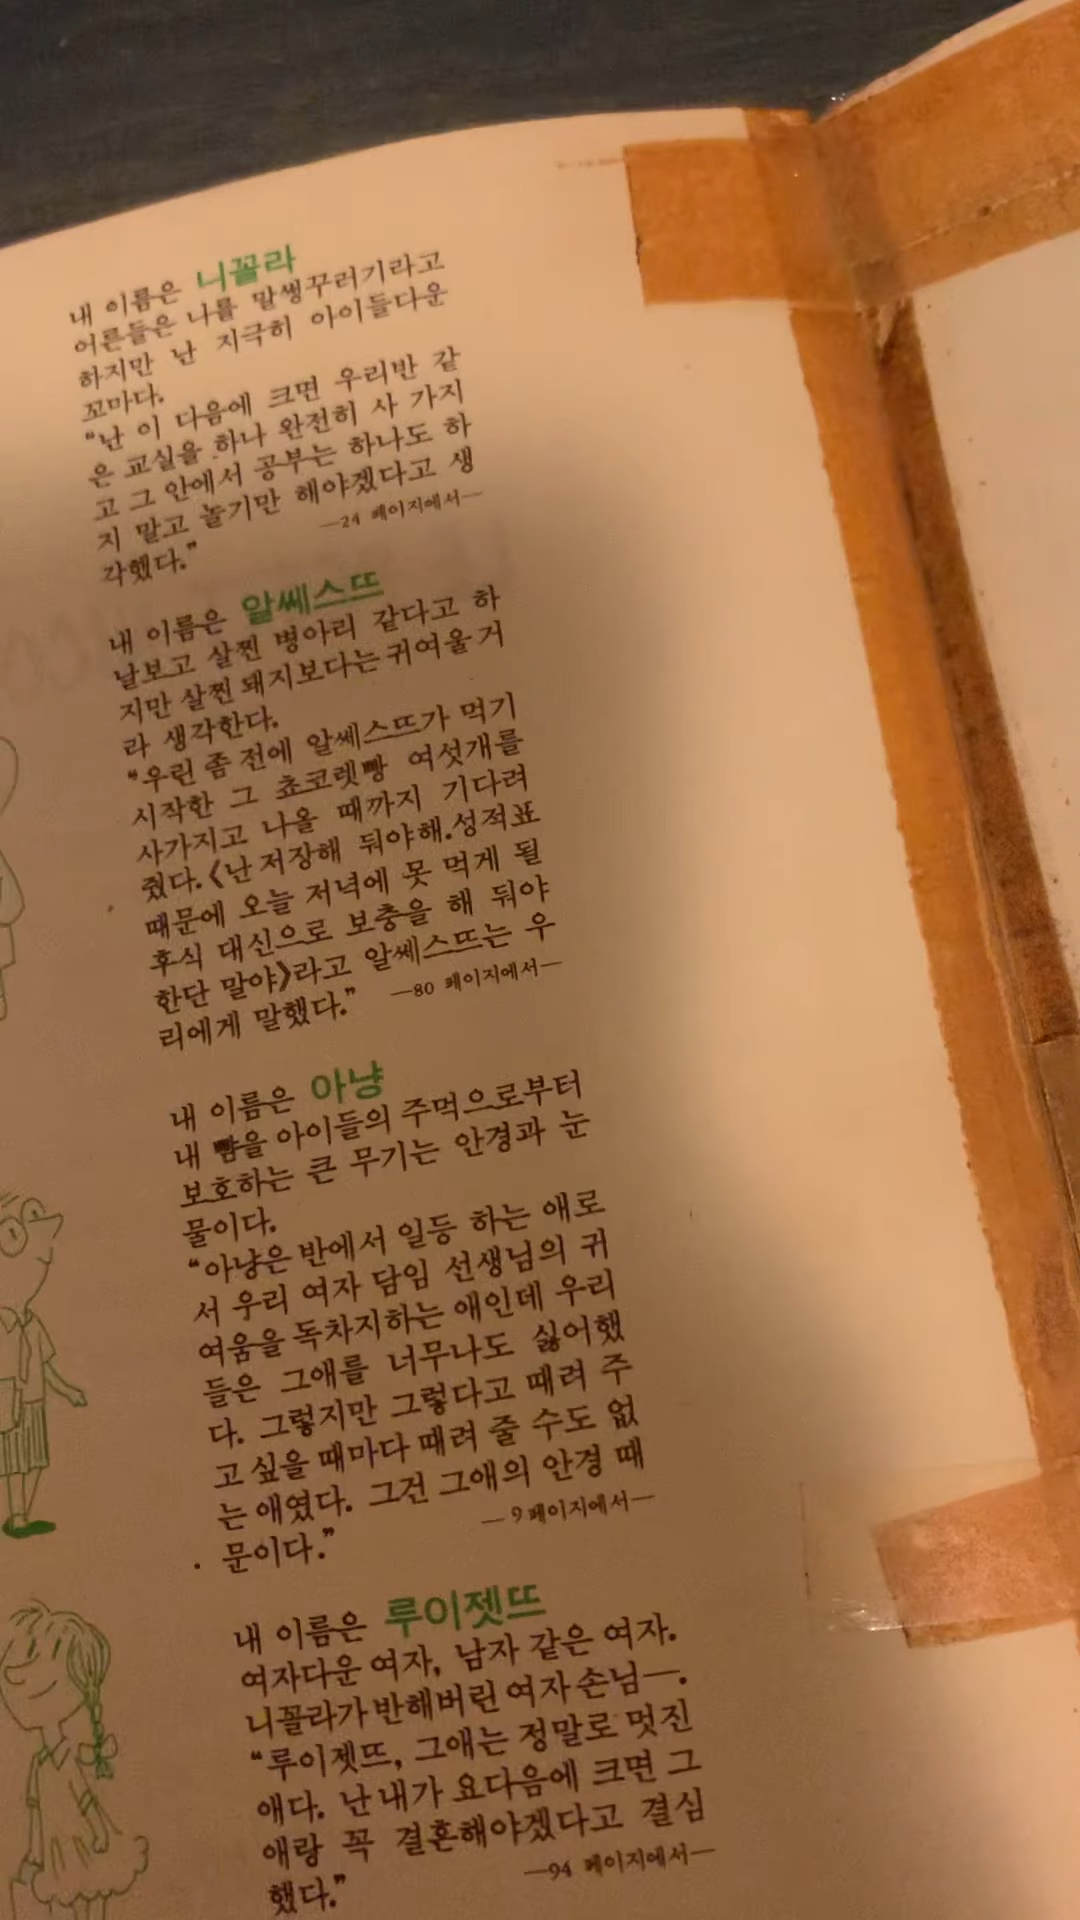 내 이름은 니꼴라
어른들은 나를 말썽꾸러기라고
하지만 난 지극히 아이들다운
꼬마다.
“난 이 다음에 크면 우리반 같
은 교실을 하나 완전히 사 가지
고 그 안에서 공부는 하나도 하
지 말고 놀기만 해야겠다고 생
각했다.”
—24 페이지에서—
내 이름은 알쎄스뜨
날보고 살찐 병아리 같다고 하
지만 살찐 돼지보다는 귀여울 거
라 생각한다.
“우린 좀 전에 알쎄스뜨가 먹기
시작한 그 쵸코렛빵 여섯개를
사가지고 나올 때까지 기다려
줬다.《난 저장해 둬야해.성적표
때문에 오늘 저녁에 못 먹게 될
후식 대신으로 보충을 해 둬야
한단 말야》라고 알쎄스뜨는 우
리에게 말했다.”
—80 페이지에서—
내 이름은 아냥
내 뺨을 아이들의 주먹으로부터
보호하는 큰 무기는 안경과 눈
물이다.
“아냥은 반에서 일등 하는 애로
서 우리 여자 담임 선생님의 귀
여움을 독차지하는 애인데 우리
들은 그애를 너무나도 싫어했
다. 그렇지만 그렇다고 때려 주
고 싶을 때마다 때려 줄 수도 없
는 애였다. 그건 그애의 안경 때
문이다.”
—9페이지에서—
내 이름은 루이젯뜨
여자다운 여자, 남자 같은 여자.
니꼴라가 반해버린 여자 손님—.
“루이젯뜨, 그애는 정말로 멋진
애다. 난 내가 요다음에 크면 그
애랑 꼭 결혼해야겠다고 결심
했다.”
—94 페이지에서—